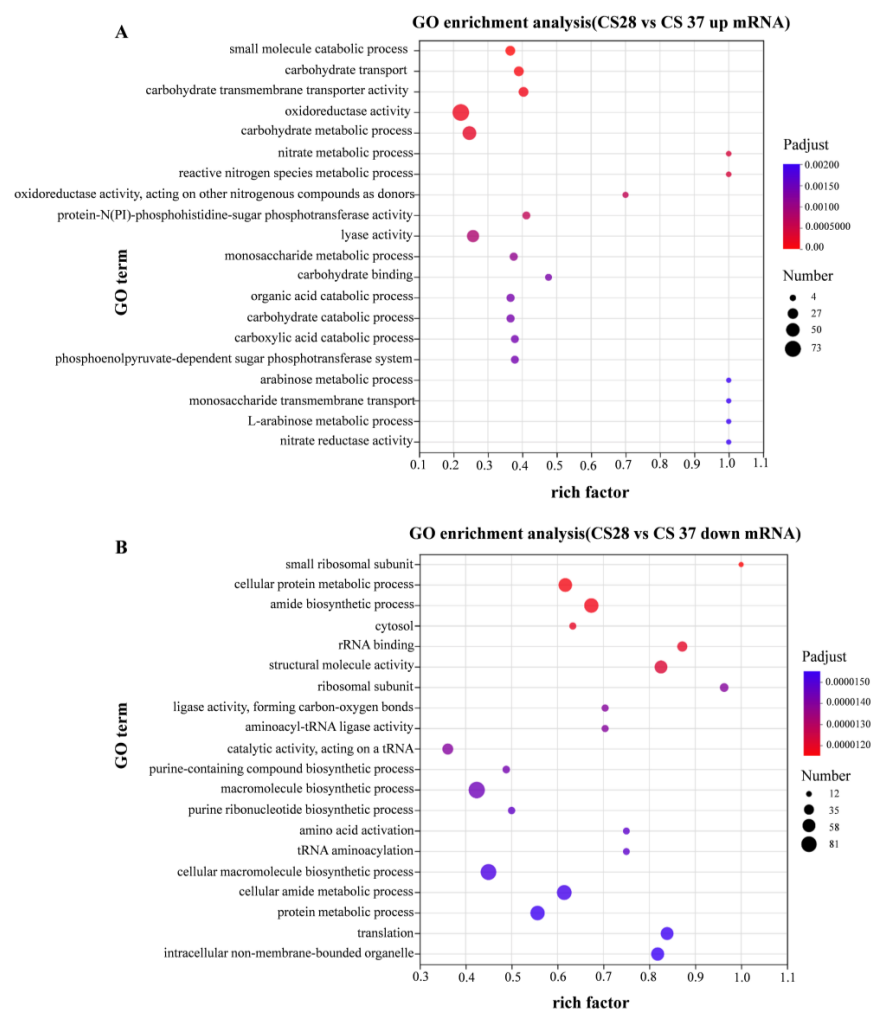 A
GO enrichment analysis(CS28 vs CS 37 up mRNA)
small molecule catabolic process
carbohydrate transport
carbohydrate transmembrane transporter activity
oxidoreductase activity
carbohydrate metabolic process
nitrate metabolic process
reactive nitrogen species metabolic process
oxidoreductase activity, acting on other nitrogenous compounds as donors
protein-N(PI)-phosphohistidine-sugar phosphotransferase activity
lyase activity
monosaccharide metabolic process
carbohydrate binding
organic acid catabolic process
carbohydrate catabolic process
carboxylic acid catabolic process
phosphoenolpyruvate-dependent sugar phosphotransferase system
arabinose metabolic process
monosaccharide transmembrane transport
L-arabinose metabolic process
nitrate reductase activity
GO term
0.1 0.2 0.3 0.4 0.5 0.6 0.7 0.8 0.9 1.0 1.1
rich factor
Padjust
0.00200
0.00150
0.00100
0.0005000
0.00
Number
4
27
50
73
B
GO enrichment analysis(CS28 vs CS 37 down mRNA)
small ribosomal subunit
cellular protein metabolic process
amide biosynthetic process
cytosol
rRNA binding
structural molecule activity
ribosomal subunit
ligase activity, forming carbon-oxygen bonds
aminoacyl-tRNA ligase activity
catalytic activity, acting on a tRNA
purine-containing compound biosynthetic process
macromolecule biosynthetic process
purine ribonucleotide biosynthetic process
amino acid activation
tRNA aminoacylation
cellular macromolecule biosynthetic process
cellular amide metabolic process
protein metabolic process
translation
intracellular non-membrane-bounded organelle
GO term
0.3 0.4 0.5 0.6 0.7 0.8 0.9 1.0 1.1
rich factor
Padjust
0.0000150
0.0000140
0.0000130
0.0000120
Number
12
35
58
81